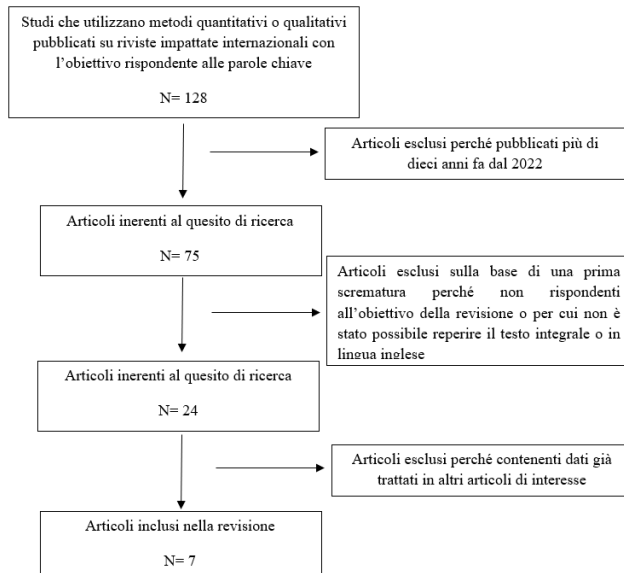 Studi che utilizzano metodi quantitativi o qualitativi
pubblicati su riviste impattate internazionali con
l'obiettivo rispondente alle parole chiave
N= 128
Articoli esclusi perché pubblicati più di
dieci anni fa dal 2022
Articoli inerenti al quesito di ricerca
N= 75
Articoli esclusi sulla base di una prima
scrematura perché non rispondenti
all'obiettivo della revisione o per cui non è
stato possibile reperire il testo integrale o in
lingua inglese
Articoli inerenti al quesito di ricerca
N= 24
Articoli esclusi perché contenenti dati già
trattati in altri articoli di interesse
Articoli inclusi nella revisione
N= 7